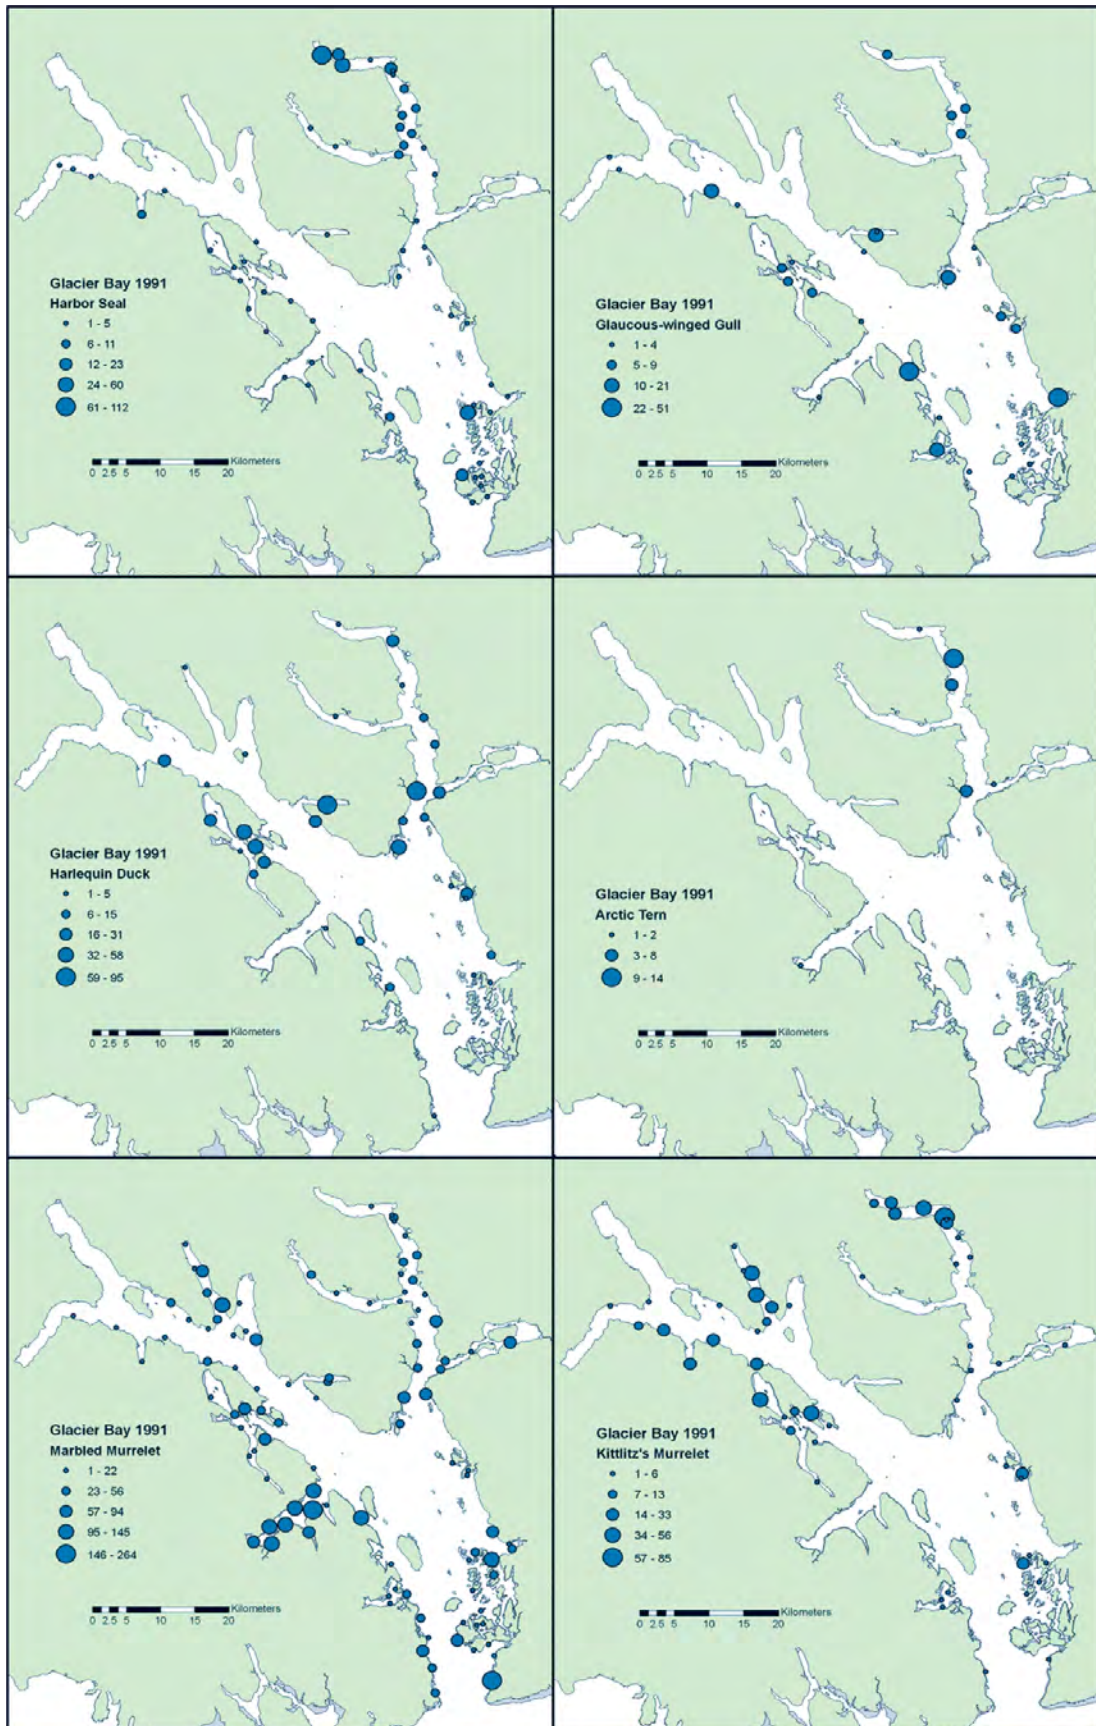 Glacier Bay 1991
Harbor Seal
1 - 5
6 - 11
12 - 23
24 - 60
61 - 112
Kilometers
0 2.5 5 10 15 20
Glacier Bay 1991
Glaucous-winged Gull
1 - 4
5 - 9
10 - 21
22 - 51
Kilometers
0 2.5 5 10 15 20
Glacier Bay 1991
Harlequin Duck
1 - 5
6 - 15
16 - 31
32 - 58
59 - 95
Kilometers
0 2.5 5 10 15 20
Glacier Bay 1991
Arctic Tern
1 - 2
3 - 8
9 - 14
Kilometers
0 2.5 5 10 15 20
Glacier Bay 1991
Marbled Murrelet
1 - 22
23 - 56
57 - 94
95 - 145
146 - 264
Kilometers
0 2.5 5 10 15 20
Glacier Bay 1991
Kittlitz's Murrelet
1 - 6
7 - 13
14 - 33
34 - 56
57 - 85
Kilometers
0 2.5 5 10 15 20